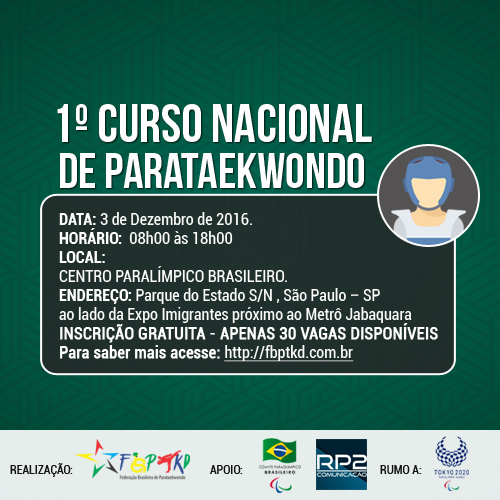 1º CURSO NACIONAL
DE PARATAEKWONDO
DATA: 3 de Dezembro de 2016.
HORÁRIO: 08h00 às 18h00
LOCAL:
CENTRO PARALÍMPICO BRASILEIRO.
ENDEREÇO: Parque do Estado S/N , São Paulo – SP
ao lado da Expo Imigrantes próximo ao Metrô Jabaquara
INSCRIÇÃO GRATUITA - APENAS 30 VAGAS DISPONÍVEIS
Para saber mais acesse: http://fbptkd.com.br
REALIZAÇÃO:
FBPTKD
Federação Brasileira de Parataekwondo
APOIO:
COMITÊ PARALÍMPICO
BRASILEIRO
RP2
COMUNICAÇÃO
RUMO A:
TOKYO 2020
PARALYMPIC GAMES